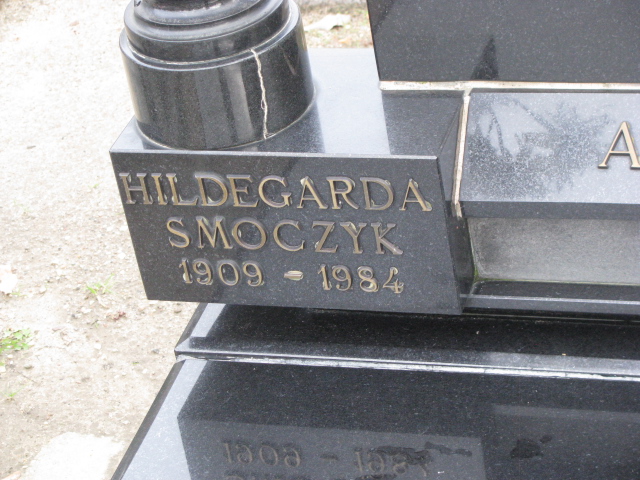 HILDEGARDA
SMOCZYK
1909 - 1984
A